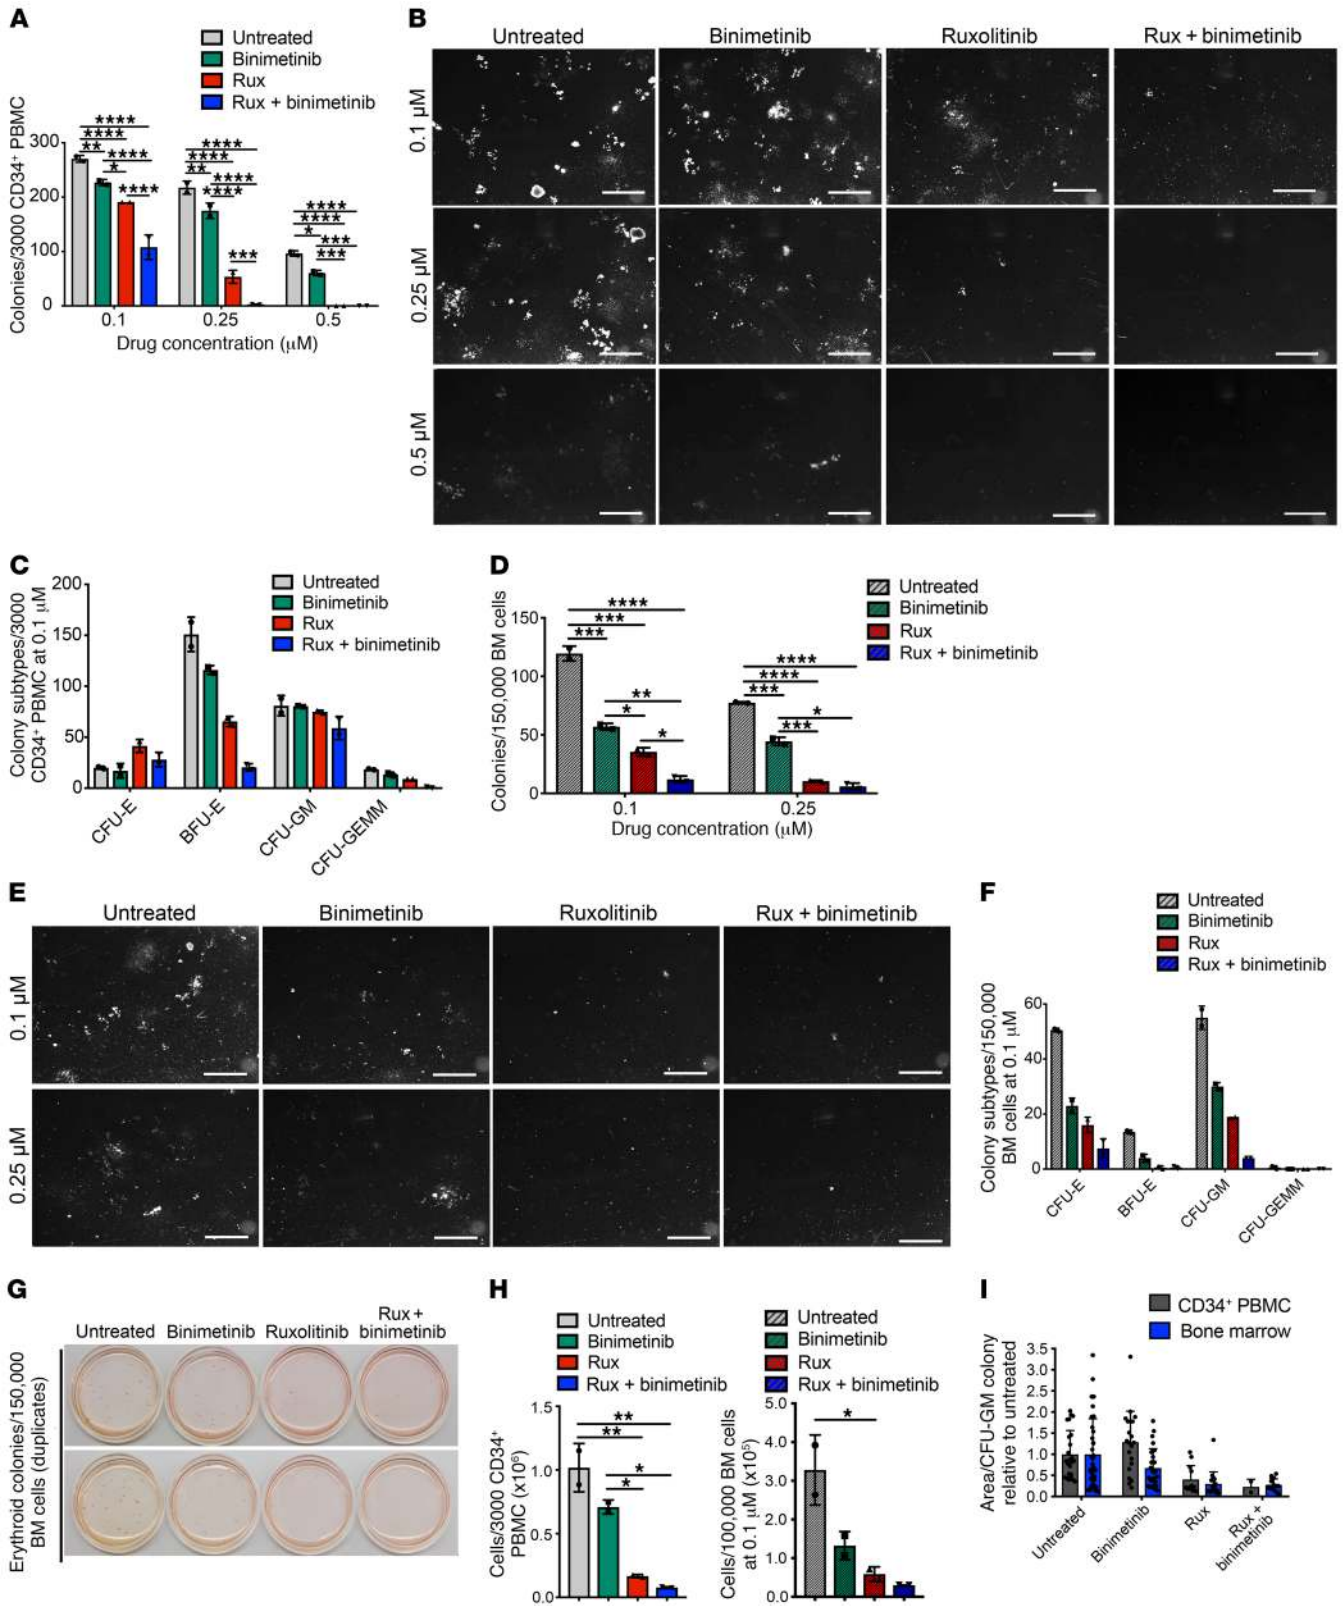 A
Untreated
Binimetinib
Rux
Rux + binimetinib
Colonies/3000 CD34⁺ PBMC
300
200
100
0
**** **** ** **** * ****
**** **** ** **** **** ***
**** **** * *** *** 
0.1 0.25 0.5
Drug concentration (μM)
B
Untreated Binimetinib Ruxolitinib Rux + binimetinib
0.1 μM
0.25 μM
0.5 μM
C
Untreated
Binimetinib
Rux
Rux + binimetinib
Colony subtypes/3000
CD34⁺ PBMC at 0.1 μM
200
150
100
50
0
CFU-E BFU-E CFU-GM CFU-GEMM
D
Untreated
Binimetinib
Rux
Rux + binimetinib
Colonies/150,000 BM cells
150
100
50
0
**** *** *** ** * *
**** **** *** * ***
0.1 0.25
Drug concentration (μM)
E
Untreated Binimetinib Ruxolitinib Rux + binimetinib
0.1 μM
0.25 μM
F
Untreated
Binimetinib
Rux
Rux + binimetinib
Colony subtypes/150,000
BM cells at 0.1 μM
60
40
20
0
CFU-E BFU-E CFU-GM CFU-GEMM
G
Untreated Binimetinib Ruxolitinib Rux + binimetinib
Erythroid colonies/150,000
BM cells (duplicates)
H
Untreated
Binimetinib
Rux
Rux + binimetinib
Cells/3000 CD34⁺
PBMC (x10⁶)
1.5
1.0
0.5
0.0
** ** * *
Untreated
Binimetinib
Rux
Rux + binimetinib
Cells/100,000 BM cells
at 0.1 μM (x10⁵)
5.0
4.0
3.0
2.0
1.0
0.0
*
I
CD34⁺ PBMC
Bone marrow
Area/CFU-GM colony
relative to untreated
3.5
3.0
2.5
2.0
1.5
1.0
0.5
0.0
Untreated Binimetinib Rux Rux + binimetinib